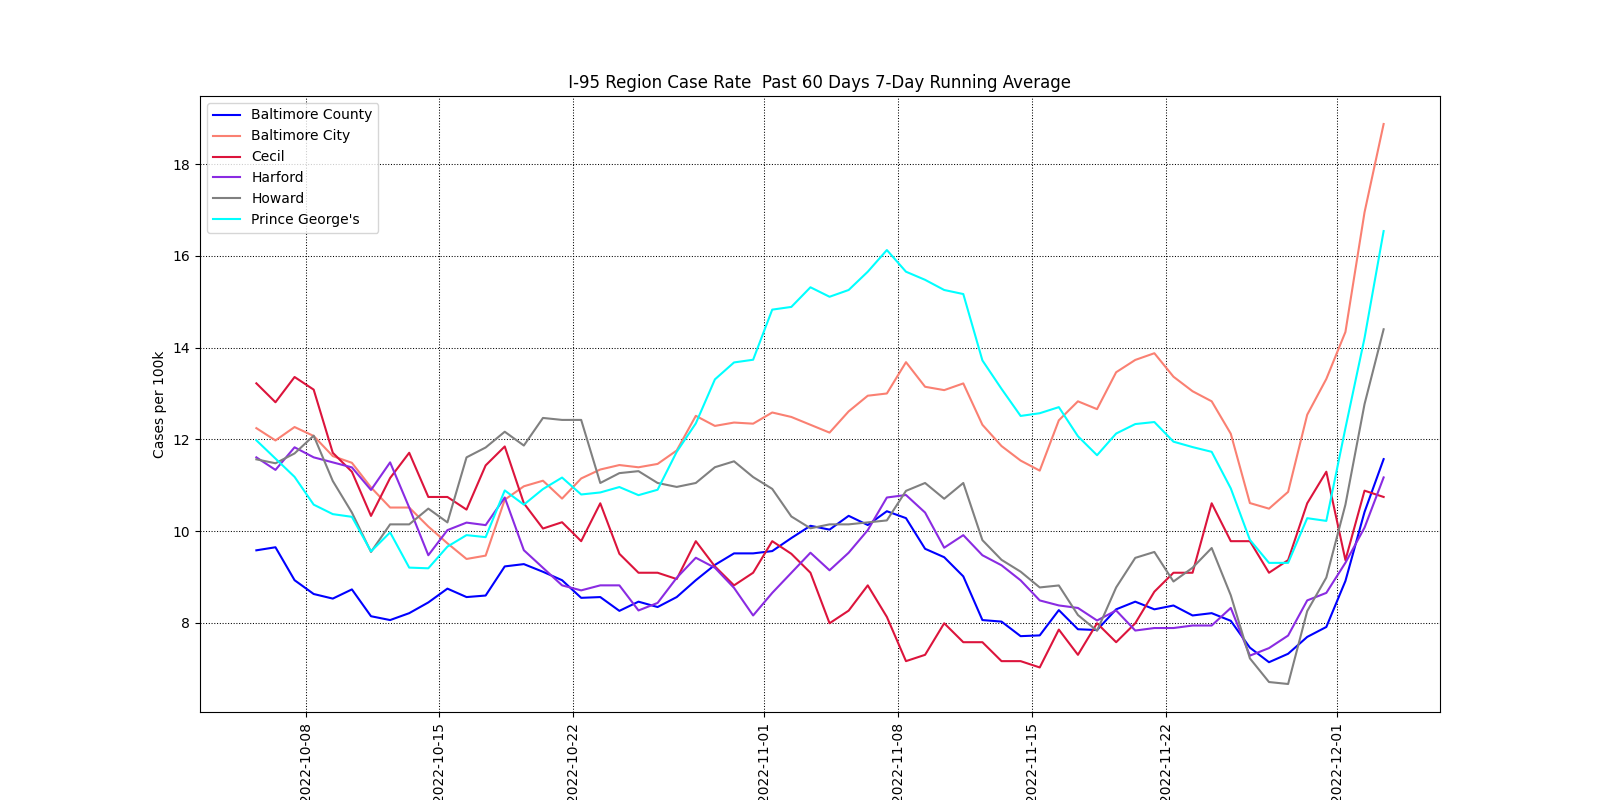 I-95 Region Case Rate  Past 60 Days 7-Day Running Average
Baltimore County
Baltimore City
Cecil
Harford
Howard
Prince George's
Cases per 100k
18
16
14
12
10
8
2022-10-08
2022-10-15
2022-10-22
2022-11-01
2022-11-08
2022-11-15
2022-11-22
2022-12-01